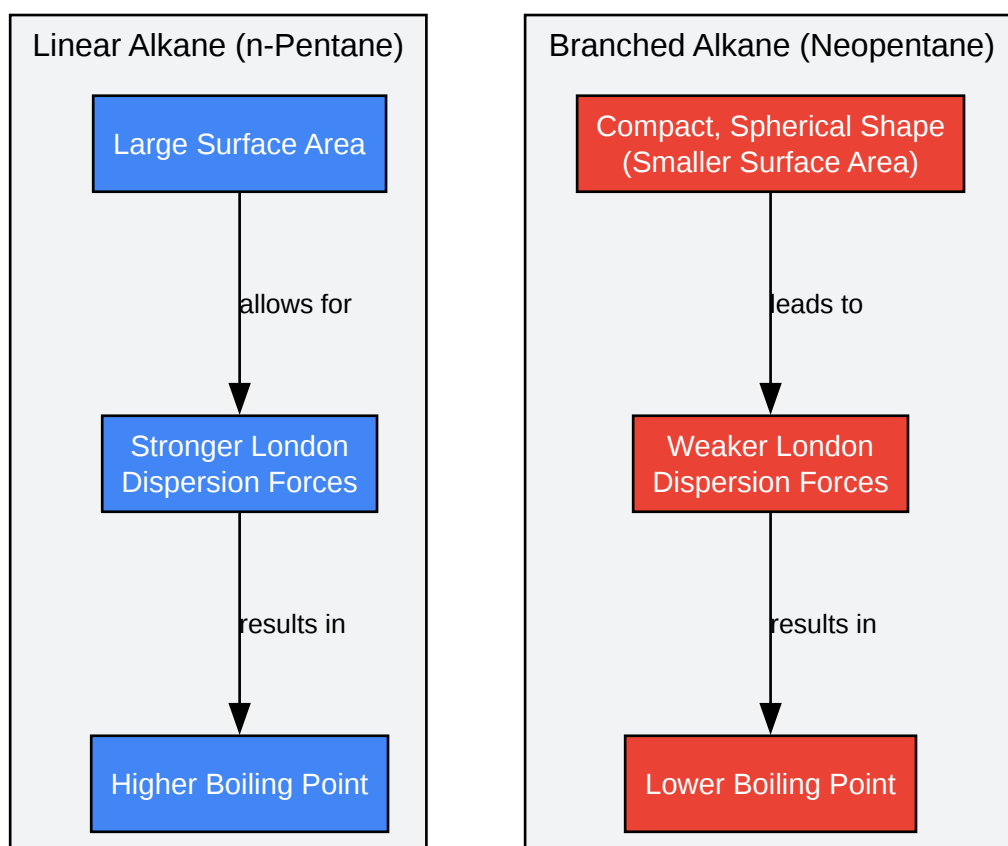 Linear Alkane (n-Pentane)
Large Surface Area
allows for
Stronger London
Dispersion Forces
results in
Higher Boiling Point
Branched Alkane (Neopentane)
Compact, Spherical Shape
(Smaller Surface Area)
leads to
Weaker London
Dispersion Forces
results in
Lower Boiling Point